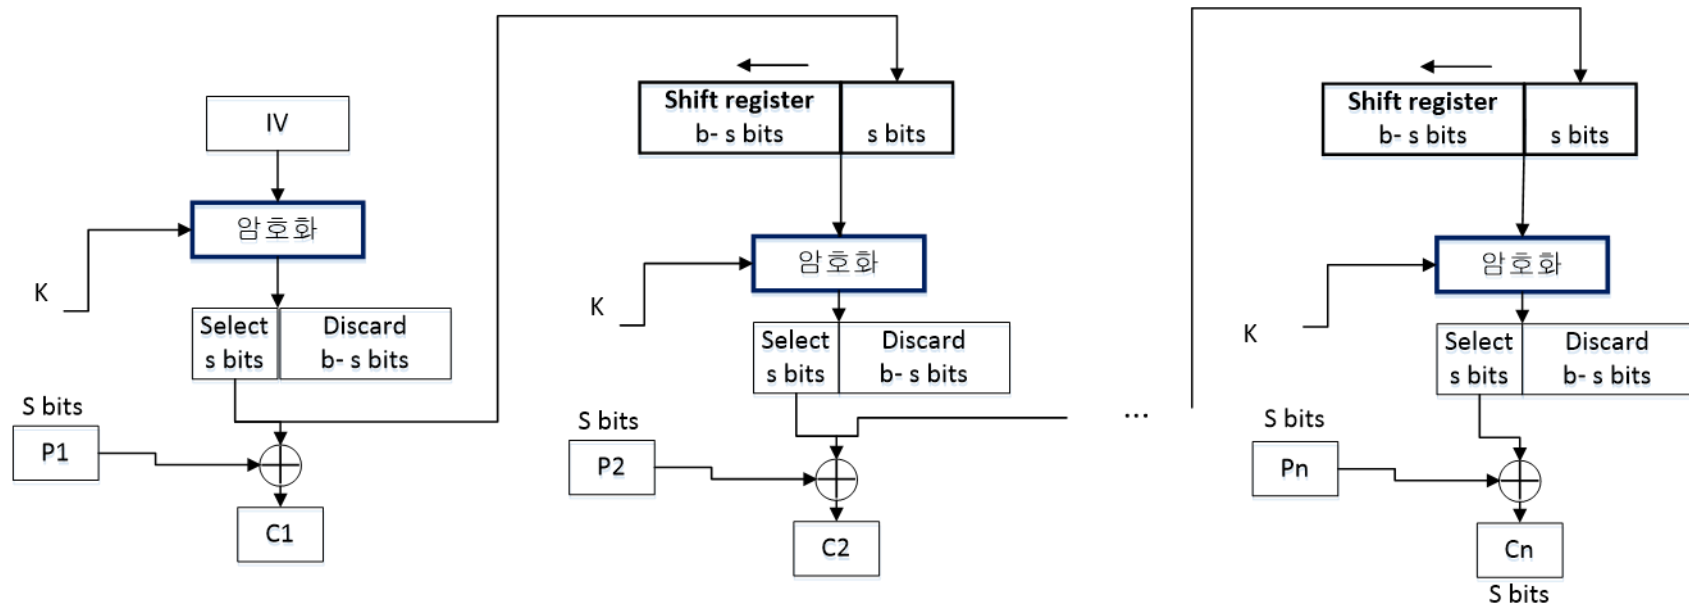 IV
암호화
K
Select
s bits
Discard
b- s bits
S bits
P1
C1
Shift register
b- s bits
s bits
암호화
K
Select
s bits
Discard
b- s bits
S bits
P2
C2
...
Shift register
b- s bits
s bits
암호화
K
Select
s bits
Discard
b- s bits
S bits
Pn
Cn
S bits